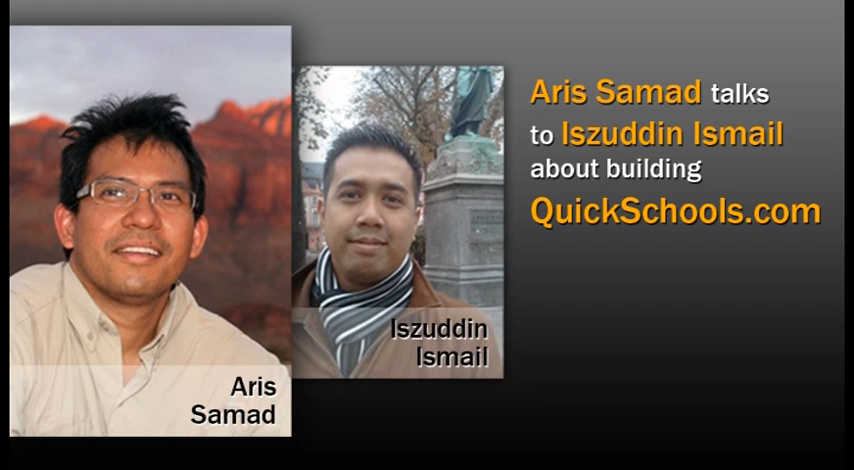 Aris Samad talks
to Iszuddin Ismail
about building
QuickSchools.com
Iszuddin
Ismail
Aris
Samad